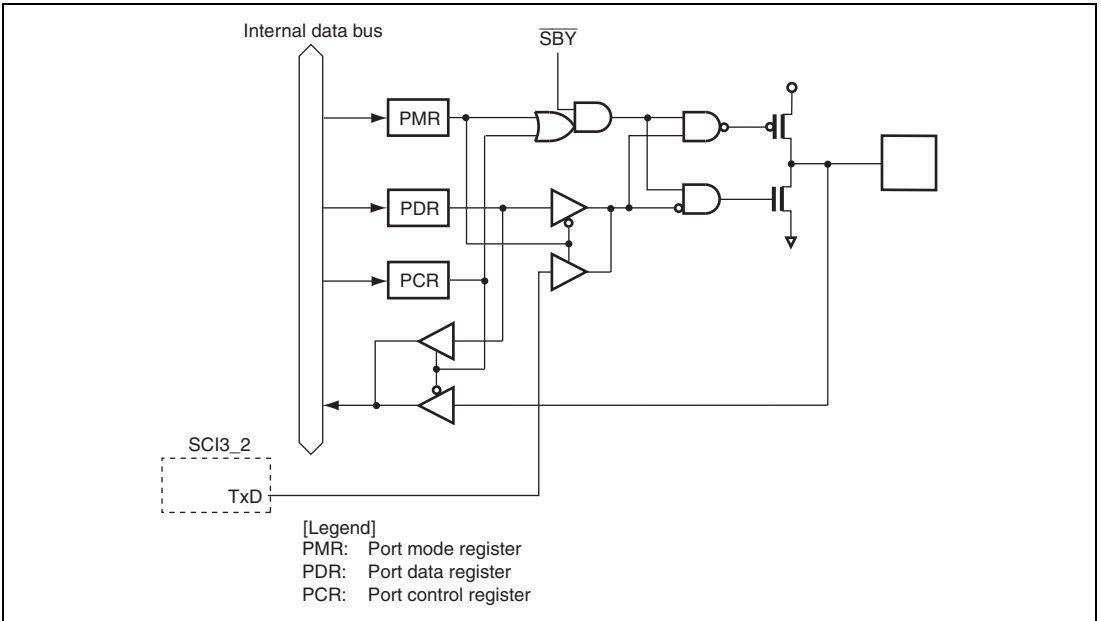 Internal data bus
SBY
PMR
PDR
PCR
SCI3_2
TxD
[Legend]
PMR: Port mode register
PDR: Port data register
PCR: Port control register